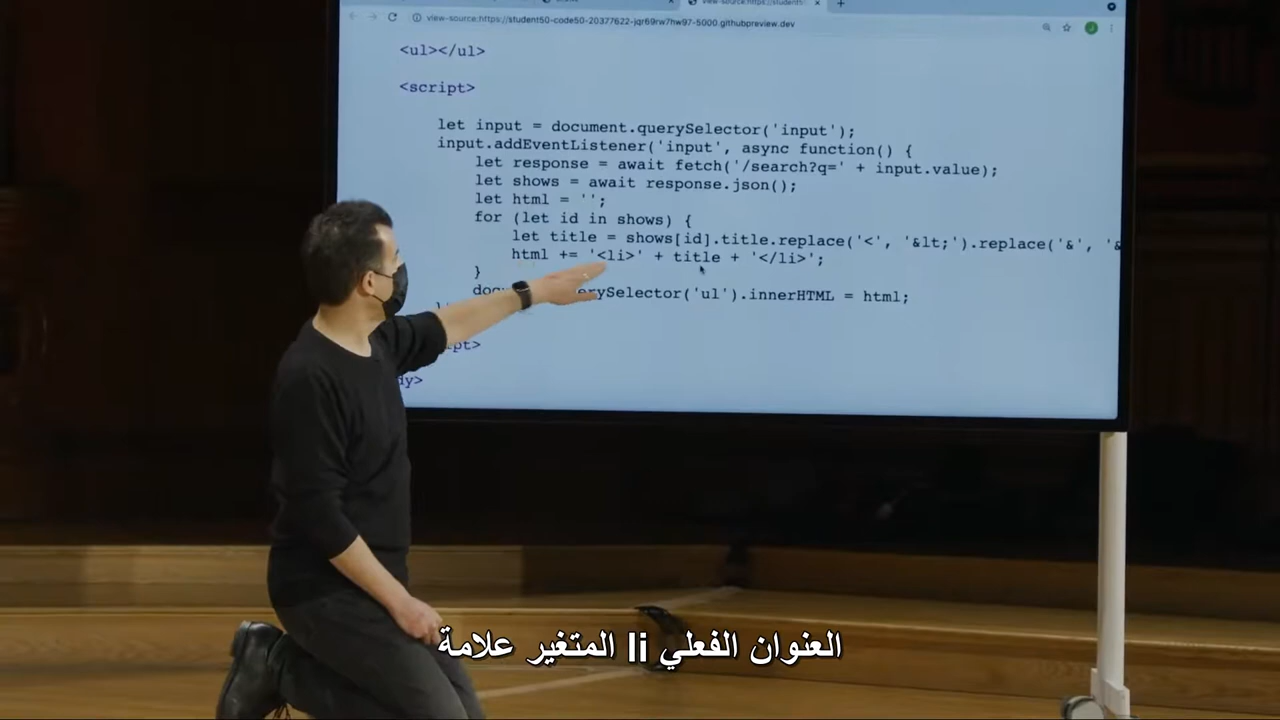 view-source:https://student50-code50-20377622-jqr69rw7hw97-5000.githubpreview.dev
<ul></ul>
<script>
let input = document.querySelector('input');
input.addEventListener('input', async function() {
let response = await fetch('/search?q=' + input.value);
let shows = await response.json();
let html = '';
for (let id in shows) {
let title = shows[id].title.replace('<', '&lt;').replace('&', '&
html += '<li>' + title + '</li>';
}
erySelector('ul').innerHTML = html;
العنوان الفعلي li المتغير علامة